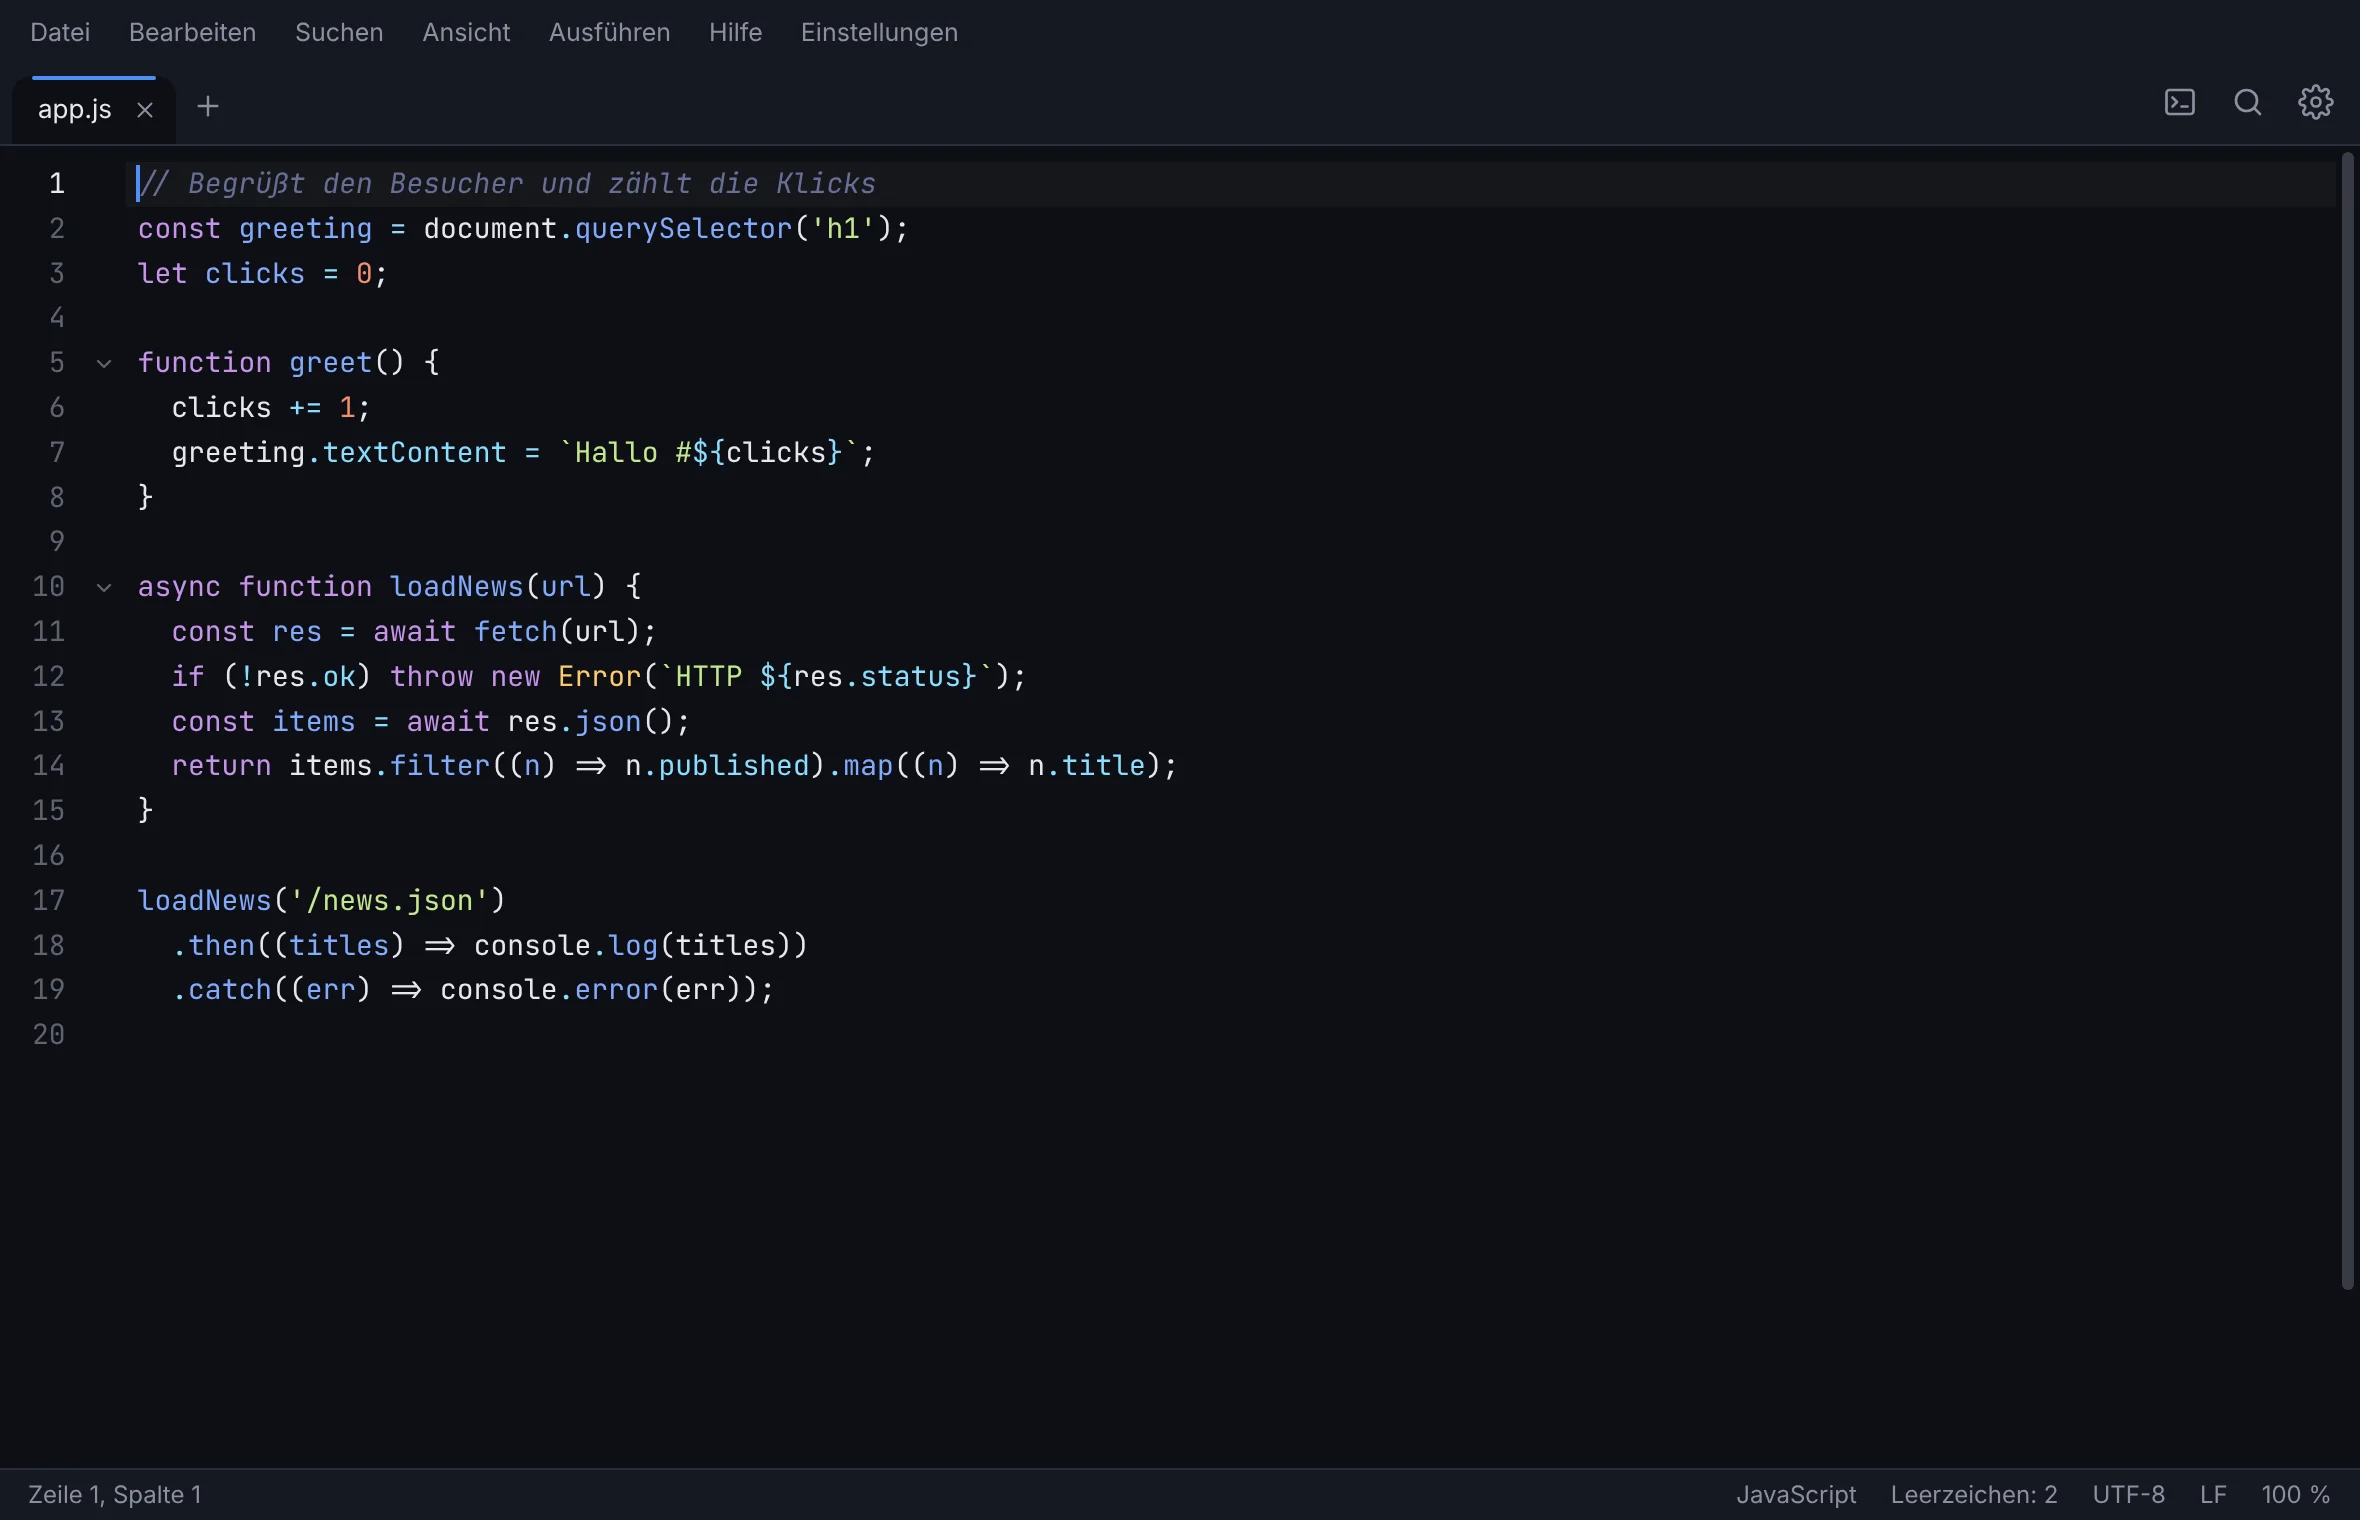 Datei Bearbeiten Suchen Ansicht Ausführen Hilfe Einstellungen
app.js
1 // Begrüßt den Besucher und zählt die Klicks
2 const greeting = document.querySelector('h1');
3 let clicks = 0;
4
5 function greet() {
6   clicks += 1;
7   greeting.textContent = `Hallo #${clicks}`;
8 }
9
10 async function loadNews(url) {
11   const res = await fetch(url);
12   if (!res.ok) throw new Error(`HTTP ${res.status}`);
13   const items = await res.json();
14   return items.filter((n) => n.published).map((n) => n.title);
15 }
16
17 loadNews('/news.json')
18   .then((titles) => console.log(titles))
19   .catch((err) => console.error(err));
20
Zeile 1, Spalte 1 JavaScript Leerzeichen: 2 UTF-8 LF 100 %